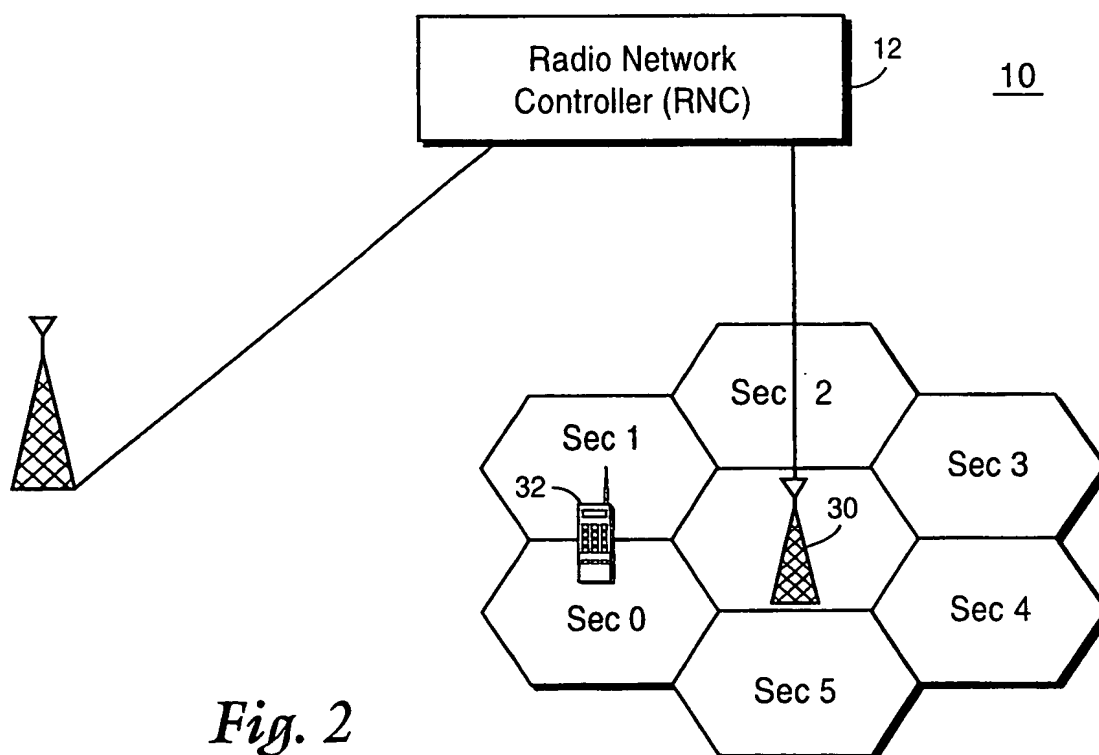 Radio Network
Controller (RNC)
12
10
Sec 2
Sec 1
Sec 3
32
30
Sec 0
Sec 4
Sec 5
Fig. 2